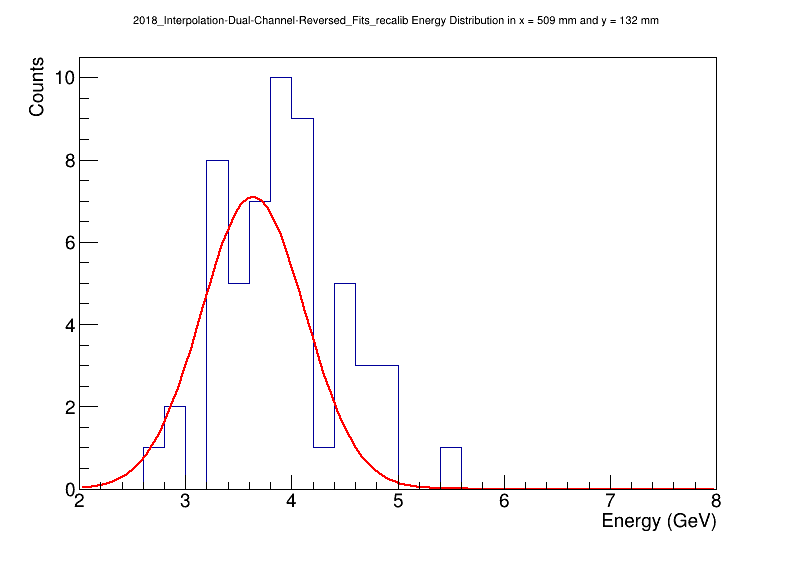 2018_Interpolation-Dual-Channel-Reversed_Fits_recalib Energy Distribution in x = 509 mm and y = 132 mm
Counts
10
8
6
4
2
0
2 3 4 5 6 7 8
Energy (GeV)